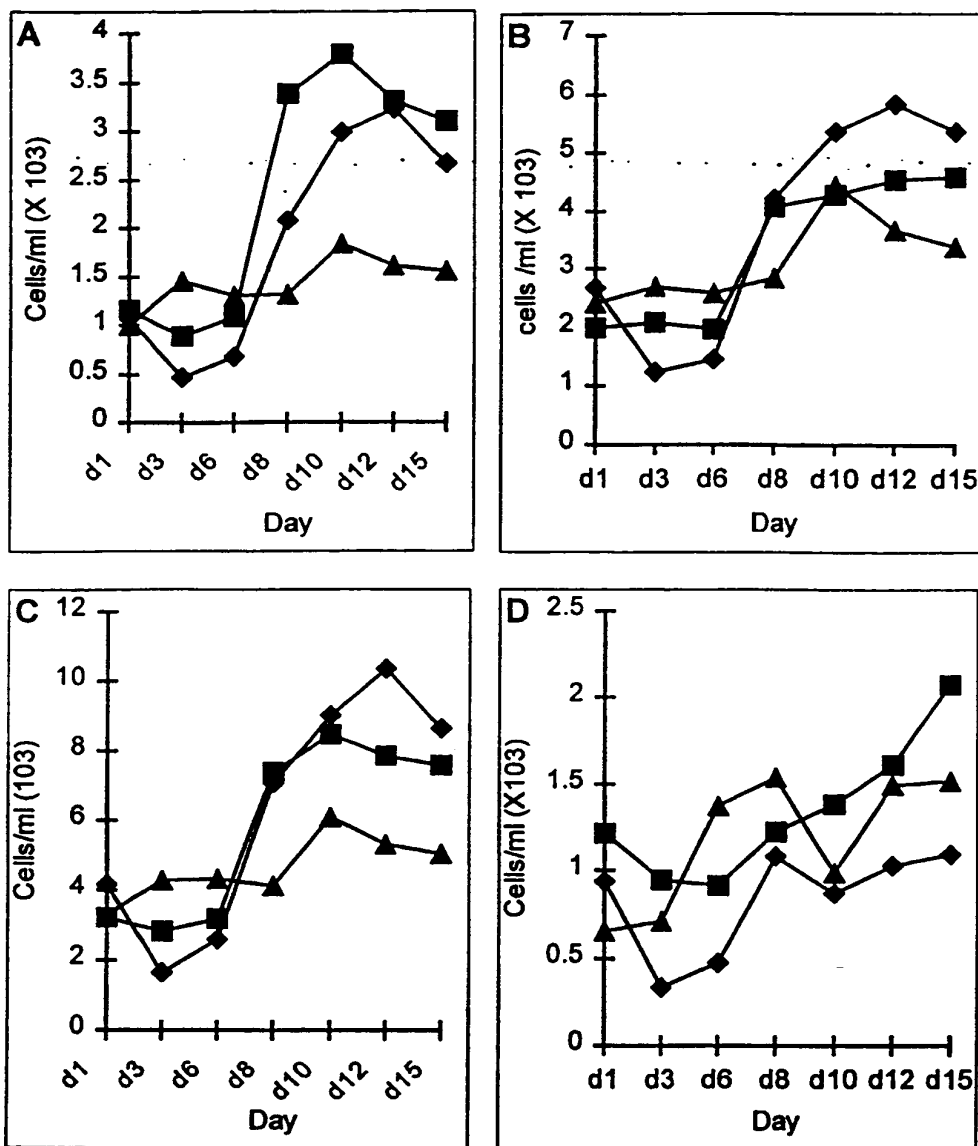 A
Cells/ml (X 103)
4
3.5
3
2.5
2
1.5
1
0.5
0
d1
d3
d6
d8
d10
d12
d15
Day
B
cells /ml (X 103)
7
6
5
4
3
2
1
0
d1 d3 d6 d8 d10 d12 d15
Day
C
Cells/ml (103)
12
10
8
6
4
2
0
d1
d3
d6
d8
d10
d12
d15
Day
D
Cells/ml (X103)
2.5
2
1.5
1
0.5
0
d1 d3 d6 d8 d10 d12 d15
Day